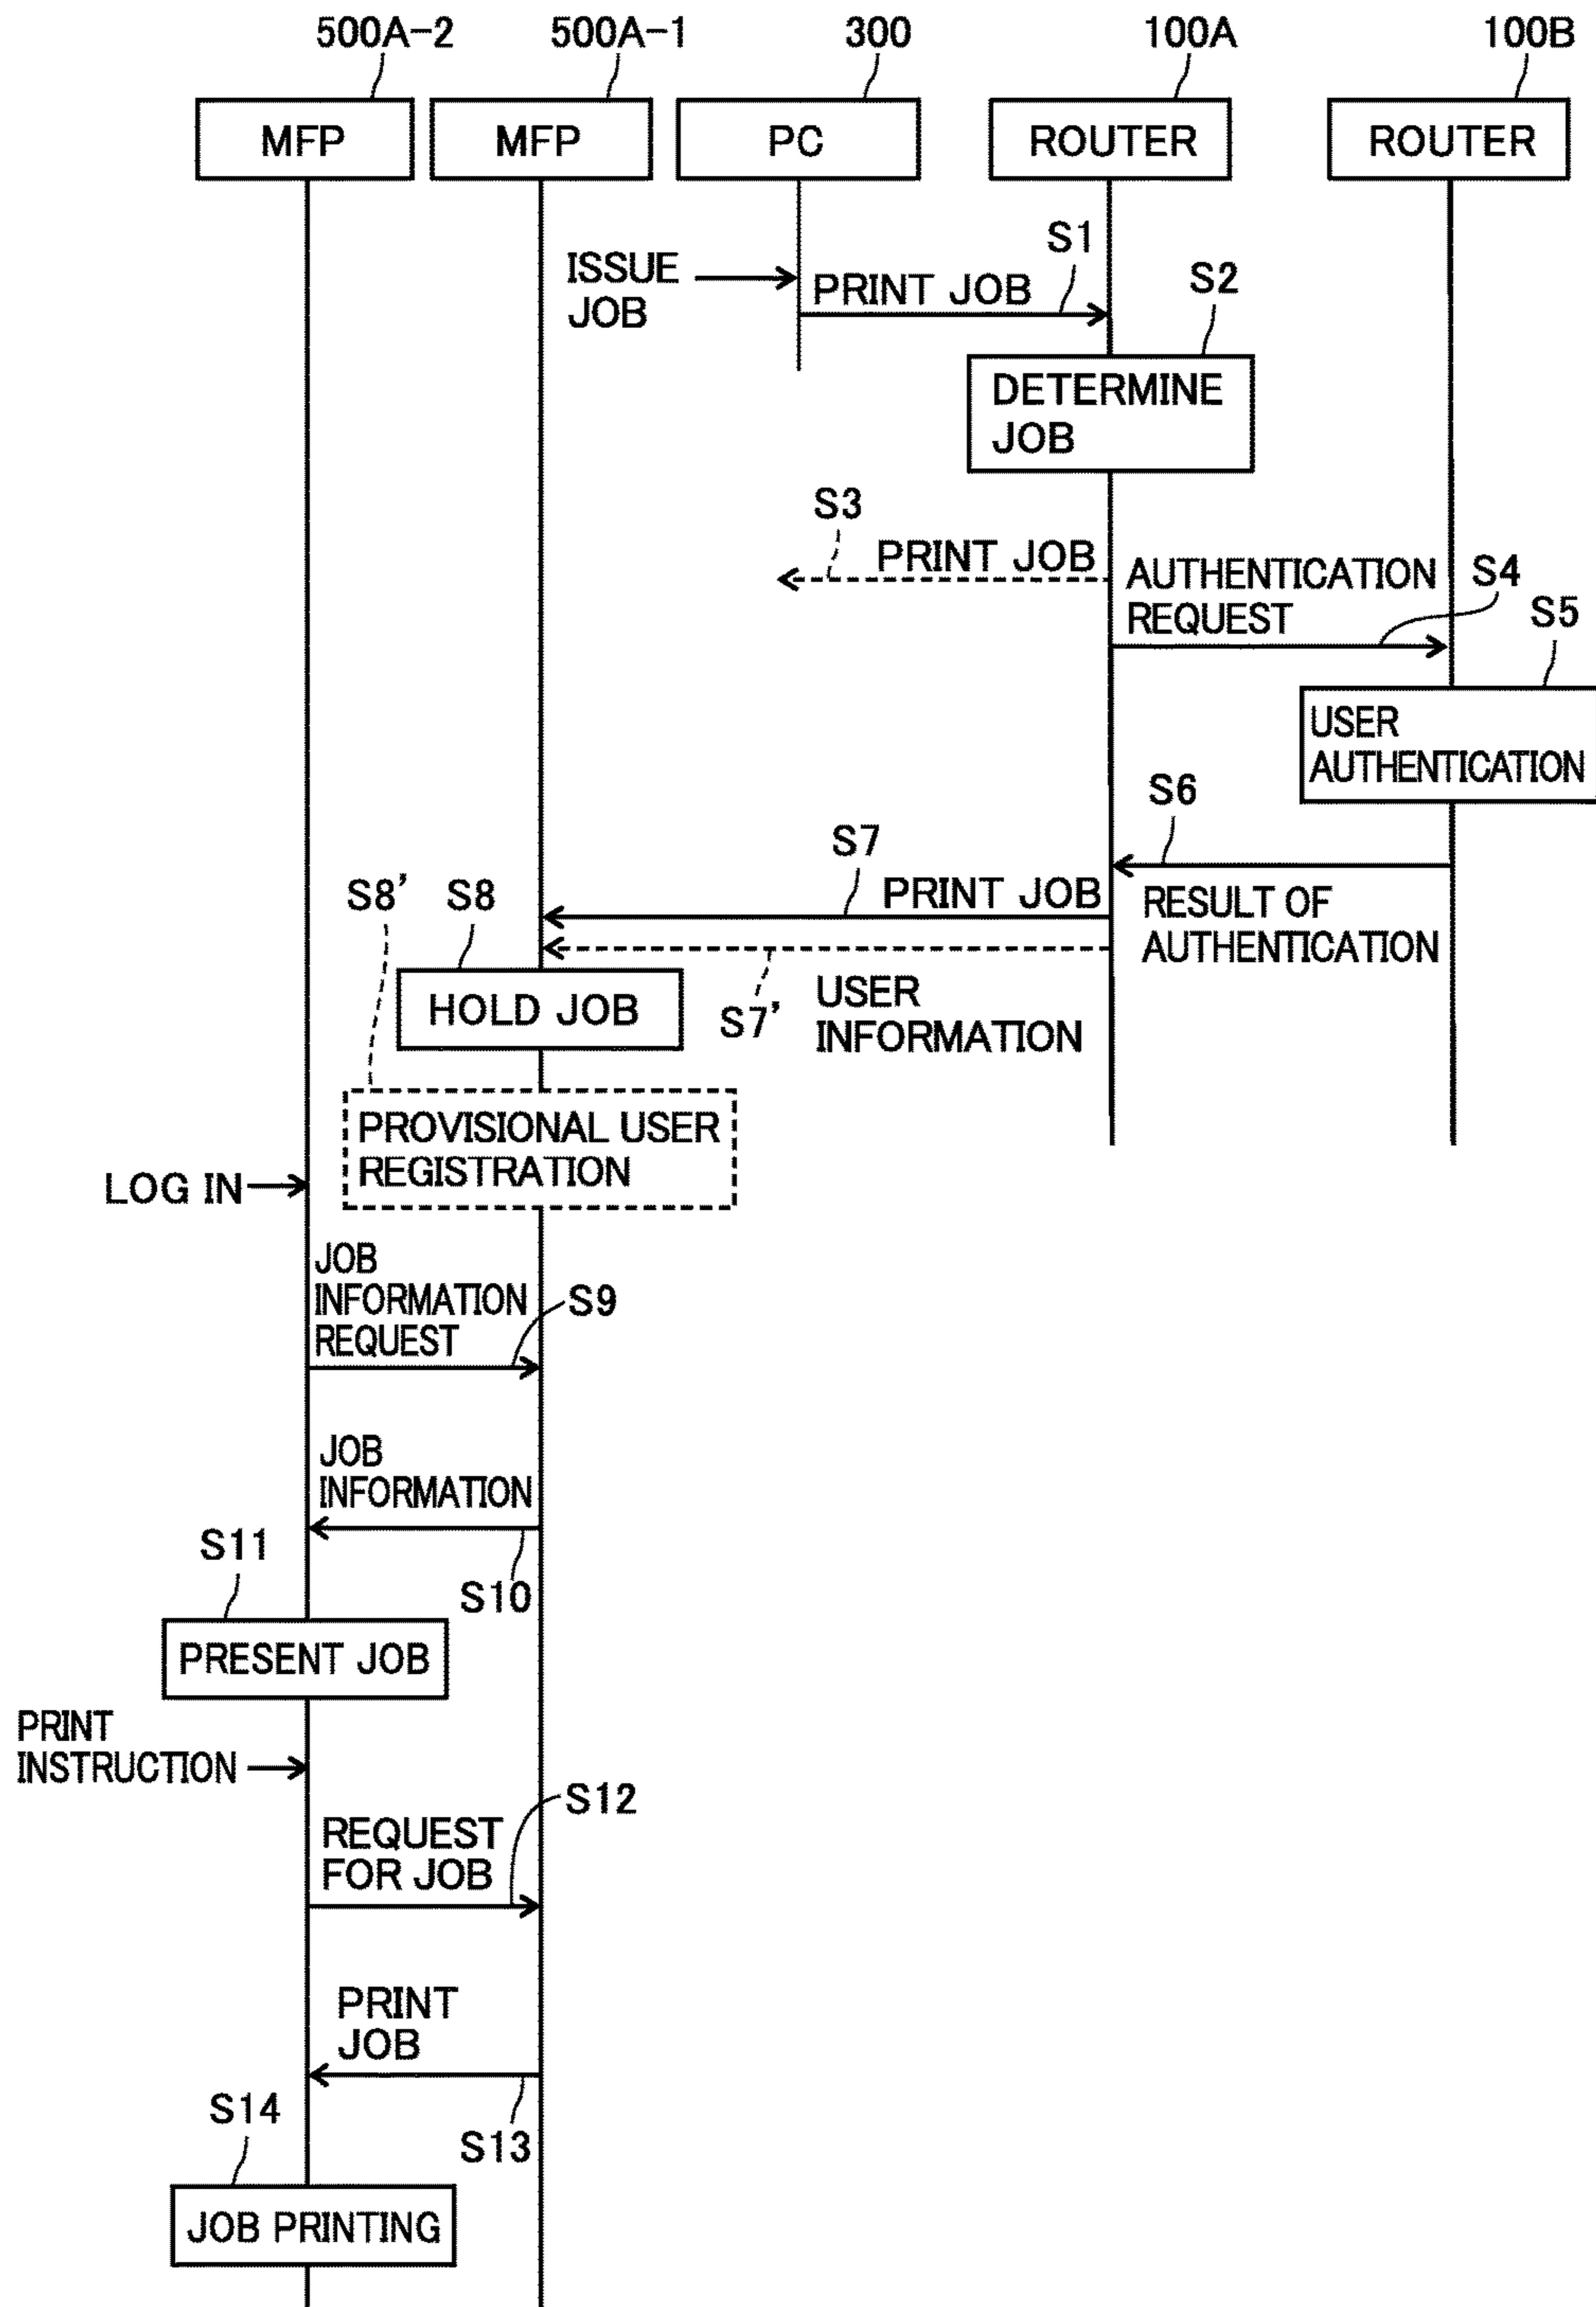 500A-2 500A-1 300 100A 100B
MFP MFP PC ROUTER ROUTER
S1
ISSUE
JOB
PRINT JOB
S2
DETERMINE
JOB
S3
PRINT JOB
AUTHENTICATION
REQUEST
S4
S5
USER
AUTHENTICATION
S6
S7
PRINT JOB
RESULT OF
AUTHENTICATION
S8' S8
HOLD JOB
S7'
USER
INFORMATION
PROVISIONAL USER
REGISTRATION
LOG IN
JOB
INFORMATION
REQUEST
S9
JOB
INFORMATION
S10
S11
PRESENT JOB
PRINT
INSTRUCTION
S12
REQUEST
FOR JOB
PRINT
JOB
S13
S14
JOB PRINTING